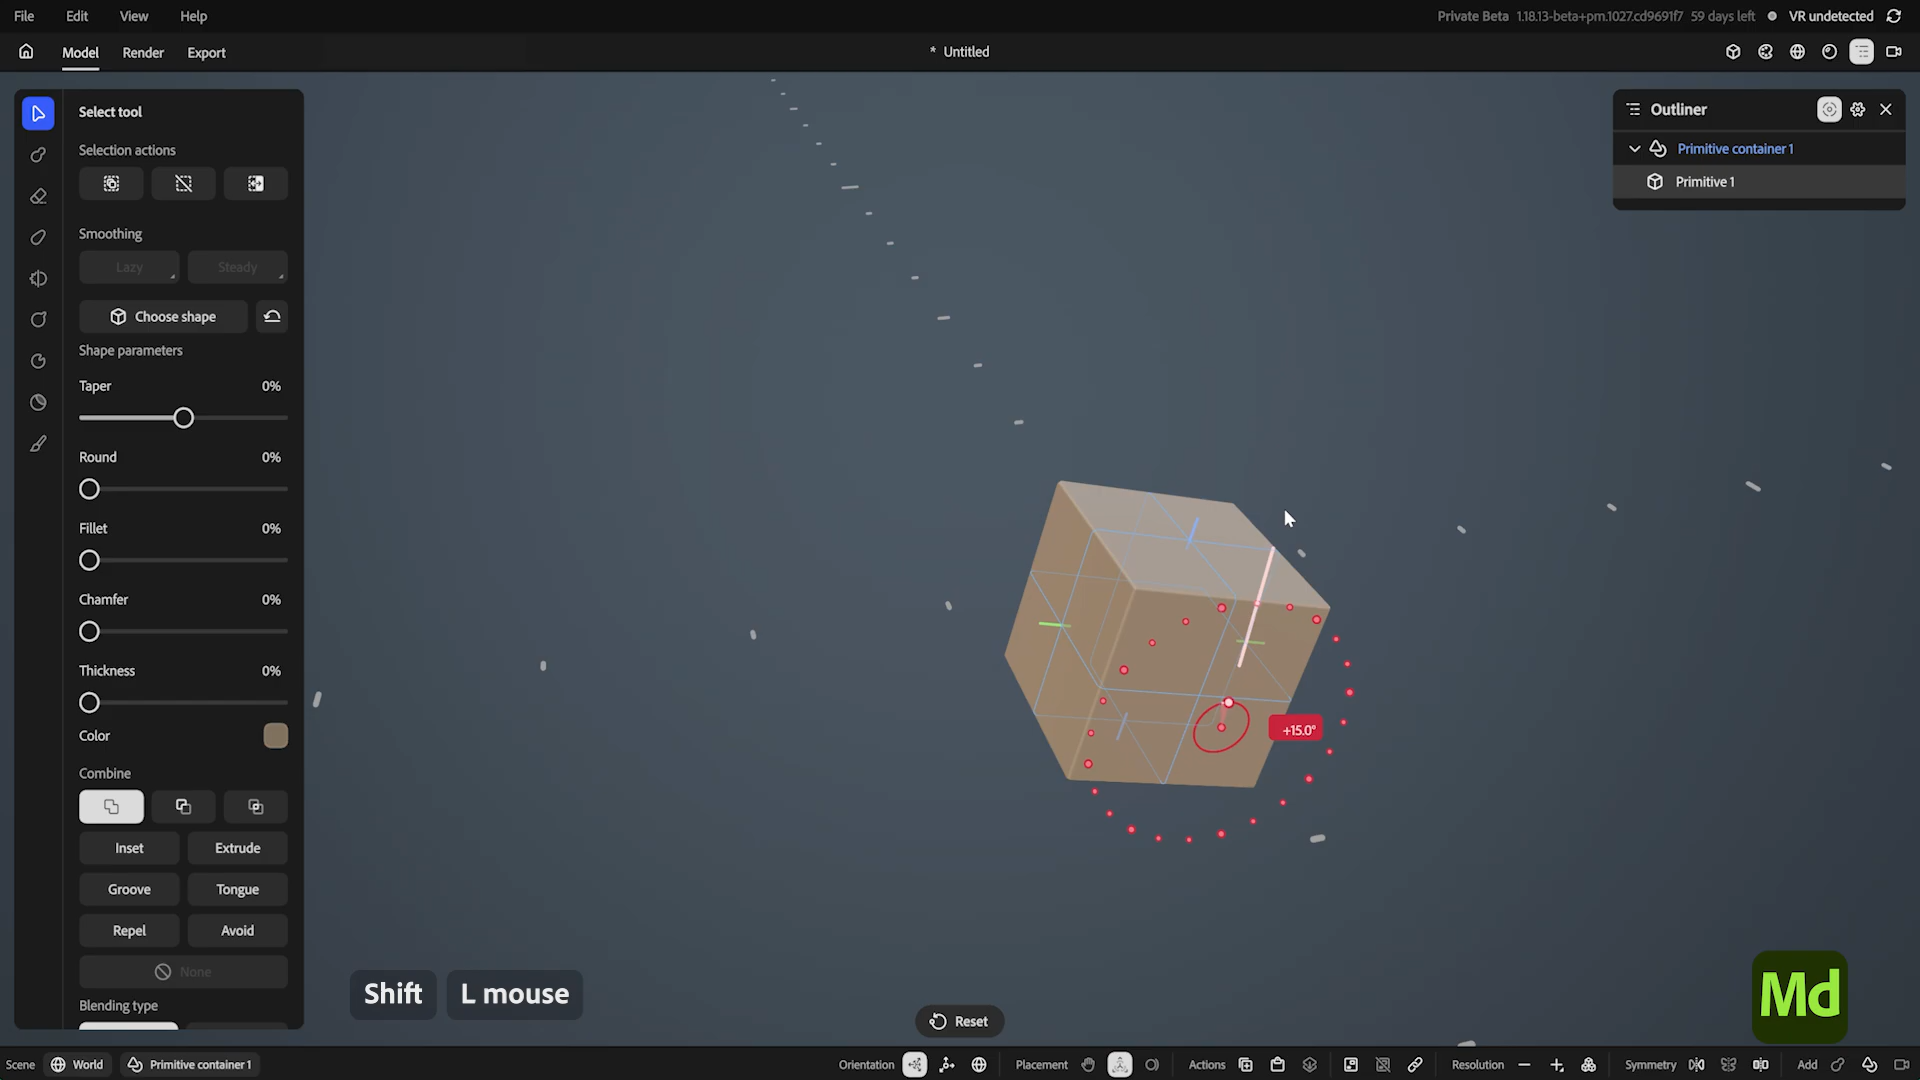 File Edit View Help
Private Beta 1.18.13-beta+pm.1027.cd9691f7 59 days left VR undetected
Model Render Export
* Untitled
Select tool
Selection actions
Smoothing
Lazy Steady
Choose shape
Shape parameters
Taper 0%
Round 0%
Fillet 0%
Chamfer 0%
Thickness 0%
Color
Combine
Inset Extrude
Groove Tongue
Repel Avoid
None
Blending type
Outliner
Primitive container 1
Primitive 1
+15.0°
Shift L mouse
Reset
Md
Scene World Primitive container 1 Orientation Placement Actions Resolution Symmetry Add